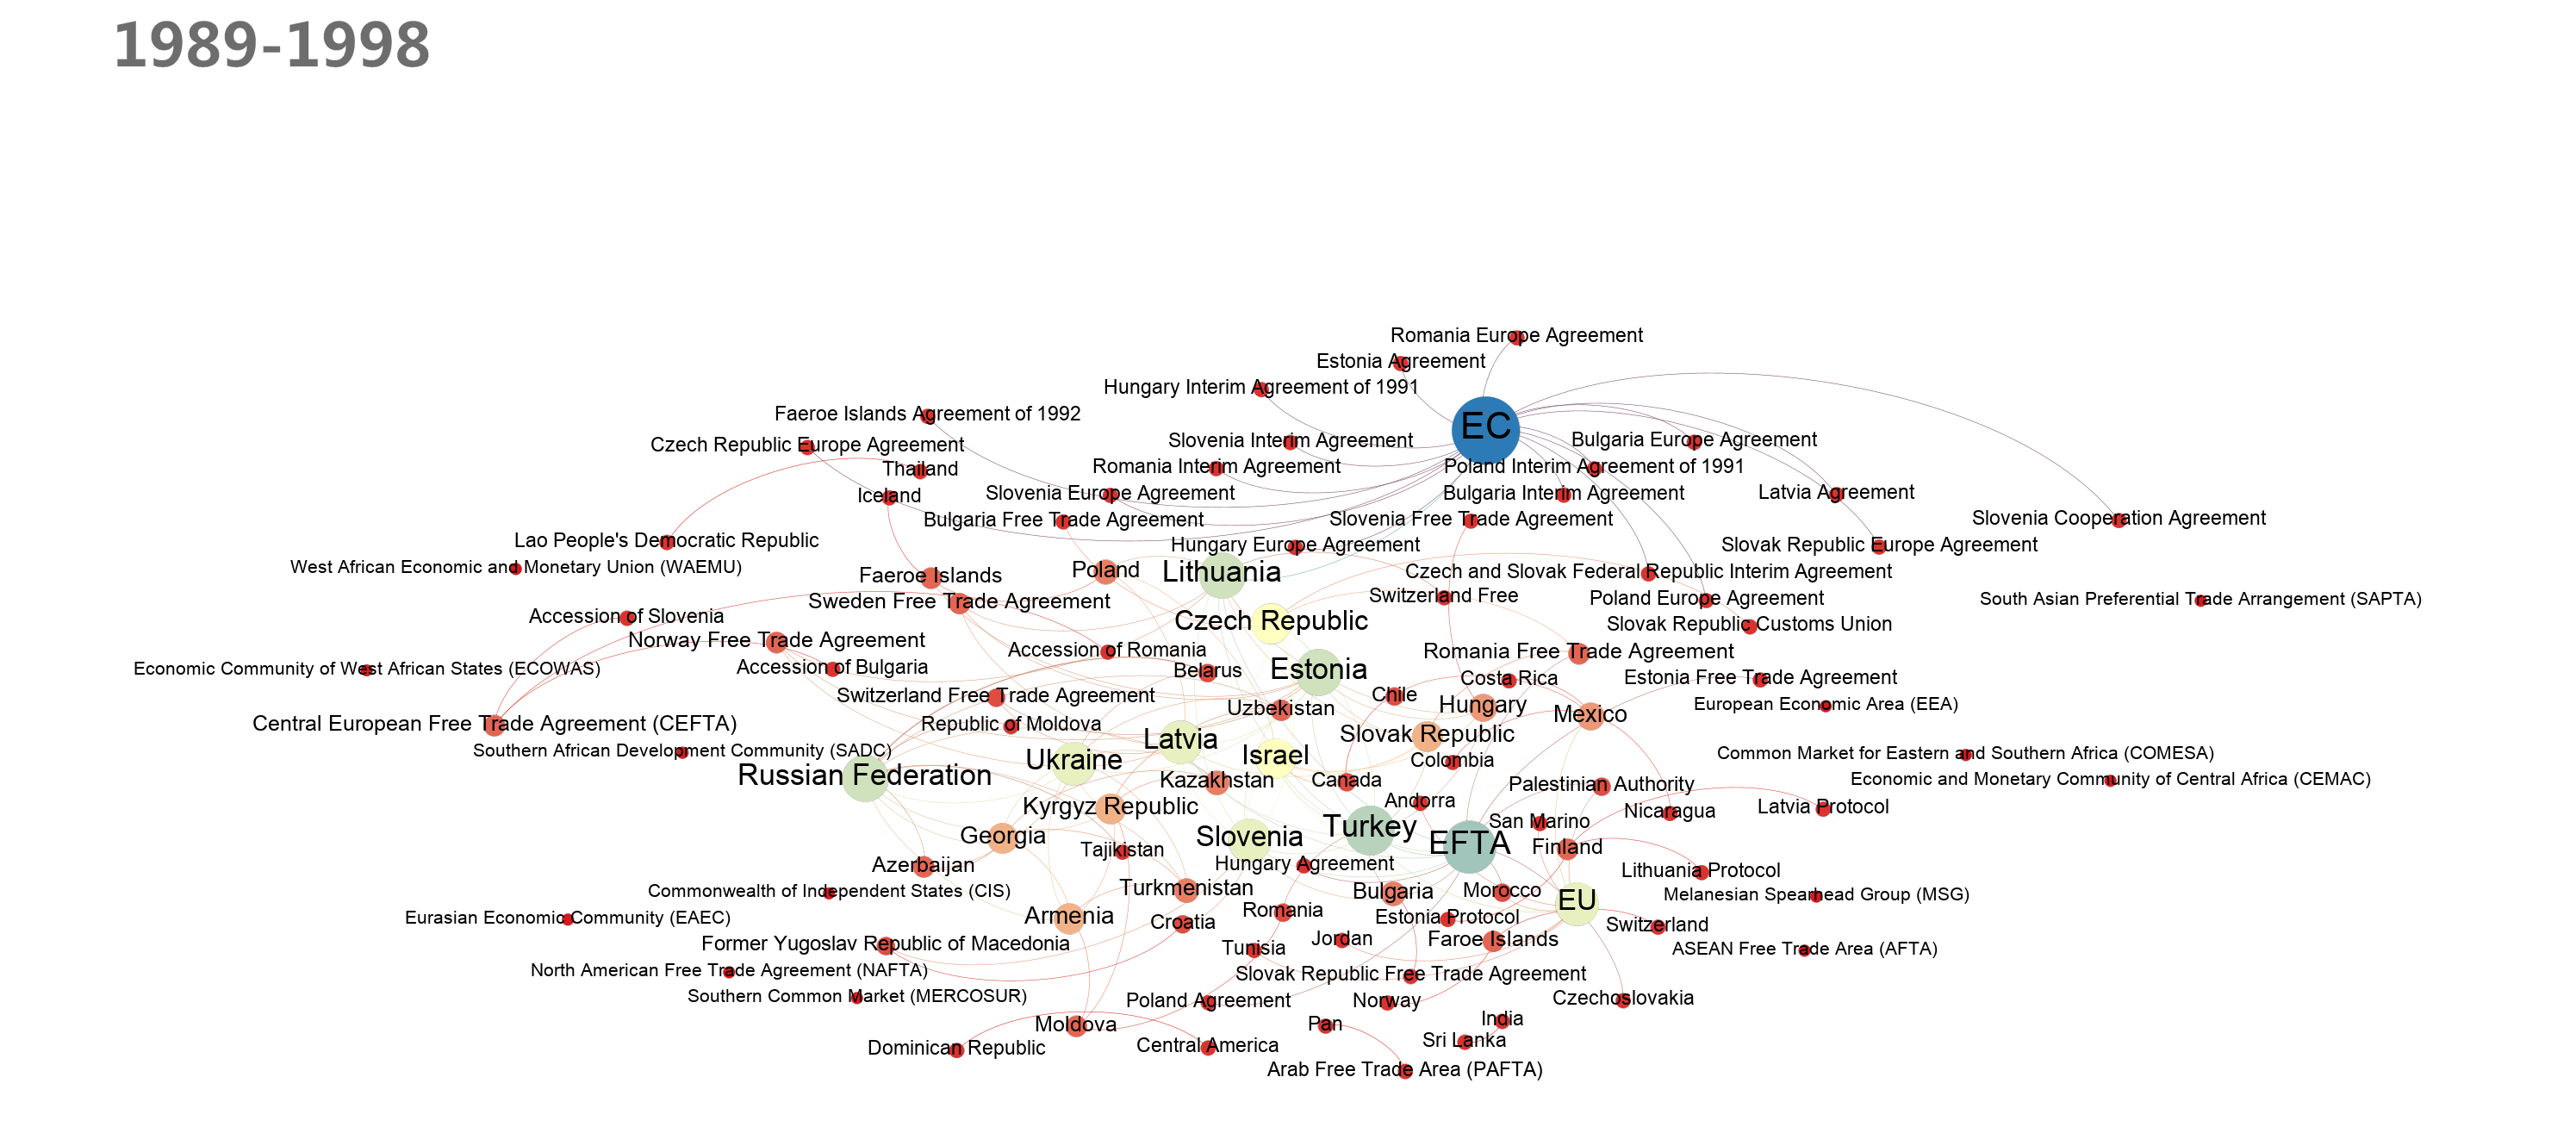 1989-1998
Romania Europe Agreement
Estonia Agreement
Hungary Interim Agreement of 1991
Faeroe Islands Agreement of 1992
EC
Czech Republic Europe Agreement
Slovenia Interim Agreement
Bulgaria Europe Agreement
Thailand
Romania Interim Agreement
Poland Interim Agreement of 1991
Iceland
Slovenia Europe Agreement
Bulgaria Interim Agreement
Latvia Agreement
Bulgaria Free Trade Agreement
Slovenia Free Trade Agreement
Slovenia Cooperation Agreement
Lao People's Democratic Republic
Hungary Europe Agreement
Slovak Republic Europe Agreement
West African Economic and Monetary Union (WAEMU)
Faeroe Islands
Poland
Lithuania
Czech and Slovak Federal Republic Interim Agreement
Sweden Free Trade Agreement
Switzerland Free
Poland Europe Agreement
South Asian Preferential Trade Arrangement (SAPTA)
Accession of Slovenia
Czech Republic
Slovak Republic Customs Union
Norway Free Trade Agreement
Accession of Romania
Romania Free Trade Agreement
Economic Community of West African States (ECOWAS)
Accession of Bulgaria
Belarus
Estonia
Costa Rica
Estonia Free Trade Agreement
Switzerland Free Trade Agreement
Chile
Hungary
European Economic Area (EEA)
Central European Free Trade Agreement (CEFTA)
Republic of Moldova
Uzbekistan
Mexico
Southern African Development Community (SADC)
Latvia
Slovak Republic
Russian Federation
Ukraine
Israel
Colombia
Common Market for Eastern and Southern Africa (COMESA)
Kazakhstan
Canada
Palestinian Authority
Economic and Monetary Community of Central Africa (CEMAC)
Kyrgyz Republic
Andorra
Nicaragua
Latvia Protocol
Georgia
Slovenia
Turkey
EFTA
San Marino
Finland
Azerbaijan
Tajikistan
Hungary Agreement
Lithuania Protocol
Commonwealth of Independent States (CIS)
Turkmenistan
Bulgaria
Morocco
EU
Melanesian Spearhead Group (MSG)
Eurasian Economic Community (EAEC)
Armenia
Croatia
Romania
Estonia Protocol
Switzerland
Former Yugoslav Republic of Macedonia
Tunisia
Jordan
Faroe Islands
ASEAN Free Trade Area (AFTA)
North American Free Trade Agreement (NAFTA)
Slovak Republic Free Trade Agreement
Southern Common Market (MERCOSUR)
Poland Agreement
Norway
Czechoslovakia
Moldova
Pan
India
Dominican Republic
Central America
Sri Lanka
Arab Free Trade Area (PAFTA)